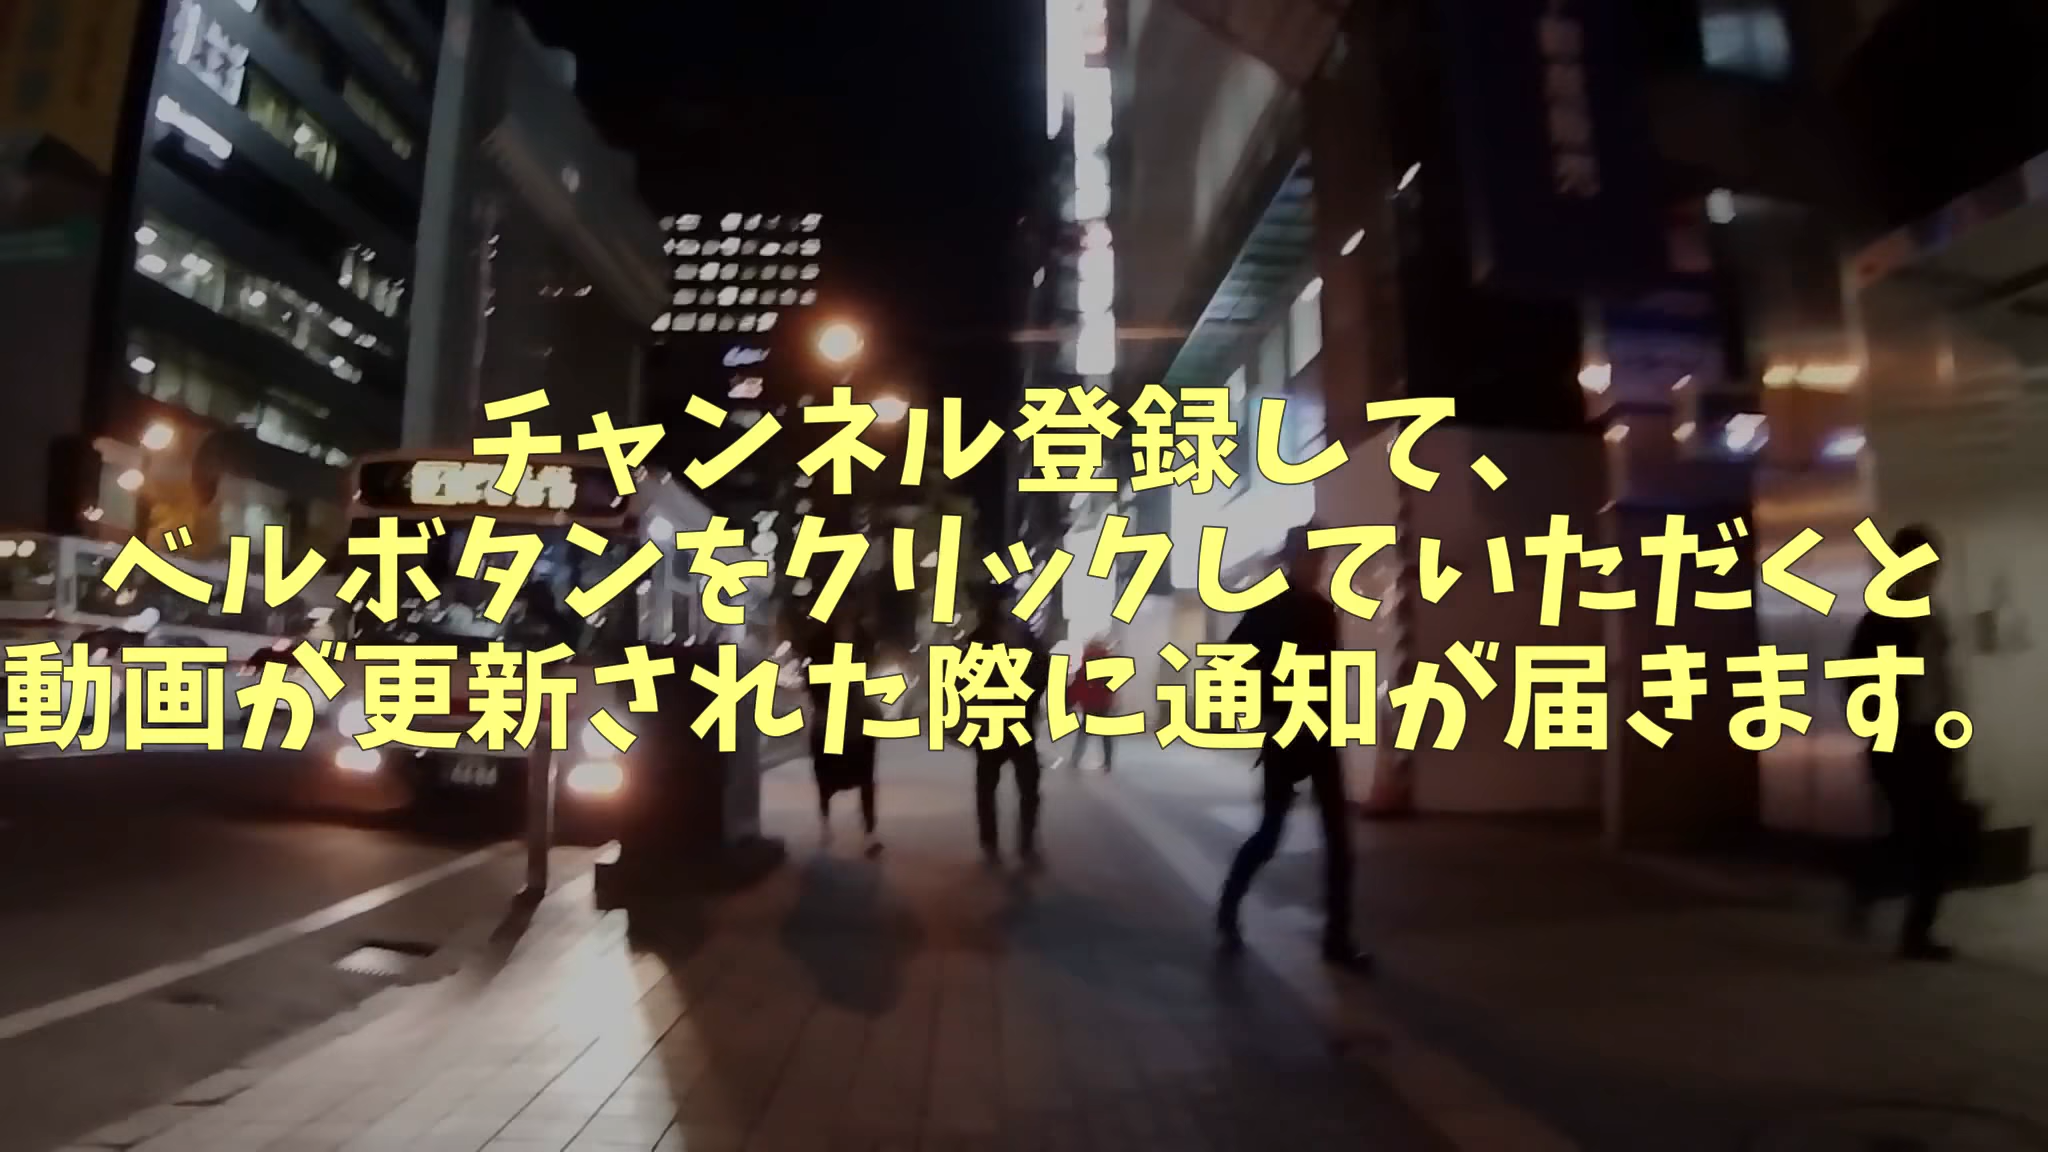 チャンネル登録して、
ベルボタンをクリックしていただくと
動画が更新された際に通知が届きます。